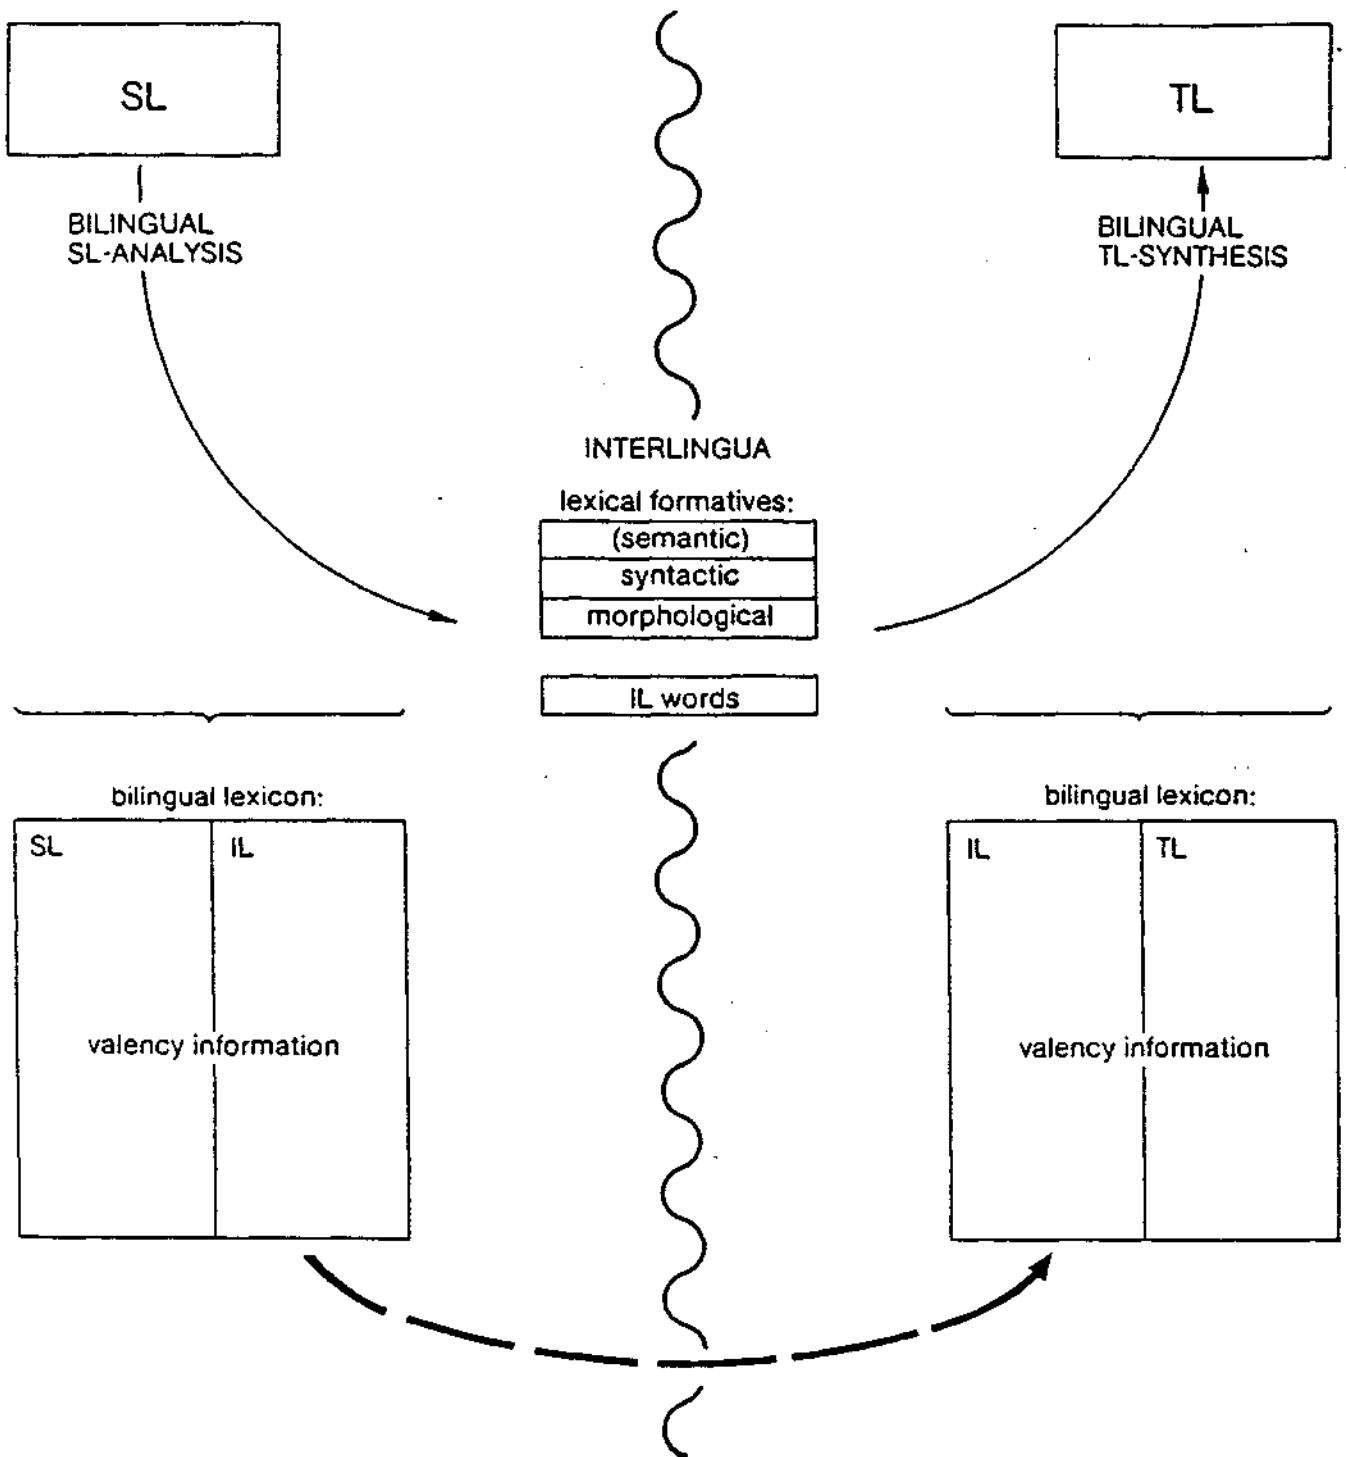 SL
TL
BILINGUAL
SL-ANALYSIS
BILINGUAL
TL-SYNTHESIS
INTERLINGUA
lexical formatives:
(semantic)
syntactic
morphological
IL words
bilingual lexicon:
SL
IL
valency information
bilingual lexicon:
IL
TL
valency information